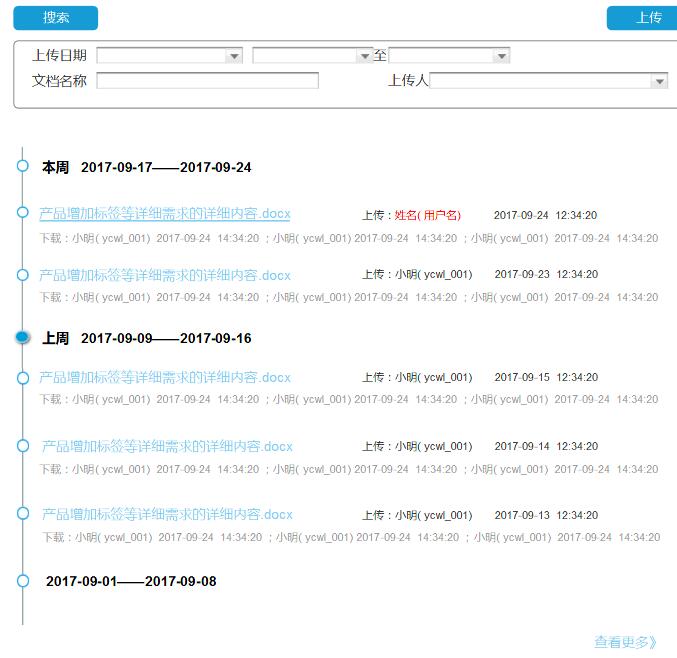 搜索 上传
上传日期 至
文档名称 上传人
本周 2017-09-17——2017-09-24
产品增加标签等详细需求的详细内容.docx 上传：姓名( 用户名) 2017-09-24 12:34:20
下载：小明( ycwl_001) 2017-09-24 14:34:20 ；小明( ycwl_001) 2017-09-24 14:34:20 ；小明( ycwl_001) 2017-09-24 14:34:20
产品增加标签等详细需求的详细内容.docx 上传：小明( ycwl_001) 2017-09-23 12:34:20
下载：小明( ycwl_001) 2017-09-24 14:34:20 ；小明( ycwl_001) 2017-09-24 14:34:20 ；小明( ycwl_001) 2017-09-24 14:34:20
上周 2017-09-09——2017-09-16
产品增加标签等详细需求的详细内容.docx 上传：小明( ycwl_001) 2017-09-15 12:34:20
下载：小明( ycwl_001) 2017-09-24 14:34:20 ；小明( ycwl_001) 2017-09-24 14:34:20 ；小明( ycwl_001) 2017-09-24 14:34:20
产品增加标签等详细需求的详细内容.docx 上传：小明( ycwl_001) 2017-09-14 12:34:20
下载：小明( ycwl_001) 2017-09-24 14:34:20 ；小明( ycwl_001) 2017-09-24 14:34:20 ；小明( ycwl_001) 2017-09-24 14:34:20
产品增加标签等详细需求的详细内容.docx 上传：小明( ycwl_001) 2017-09-13 12:34:20
下载：小明( ycwl_001) 2017-09-24 14:34:20 ；小明( ycwl_001) 2017-09-24 14:34:20 ；小明( ycwl_001) 2017-09-24 14:34:20
2017-09-01——2017-09-08
查看更多》